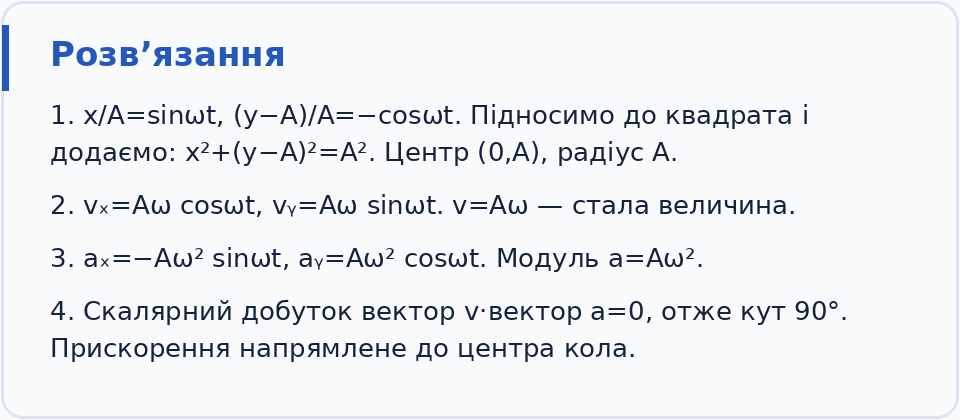 Розв’язання
1. x/A=sinωt, (y−A)/A=−cosωt. Підносимо до квадрата і
додаємо: x²+(y−A)²=A². Центр (0,A), радіус A.
2. vₓ=Aω cosωt, vᵧ=Aω sinωt. v=Aω — стала величина.
3. aₓ=−Aω² sinωt, aᵧ=Aω² cosωt. Модуль a=Aω².
4. Скалярний добуток вектор v·вектор a=0, отже кут 90°.
Прискорення напрямлене до центра кола.